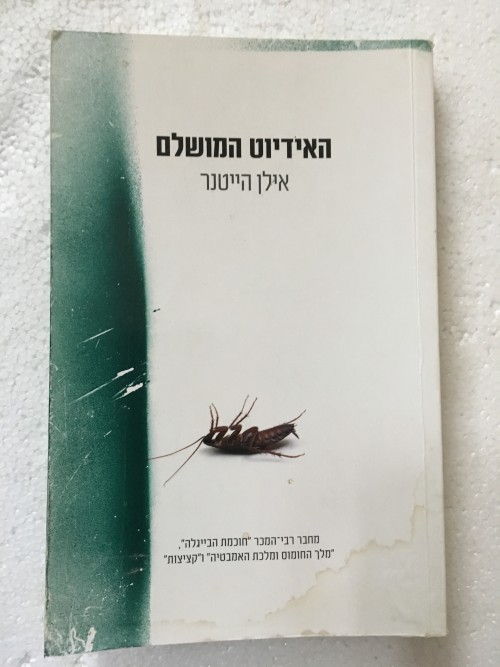 האידיוט המושלם
אילן הייטנר
מחבר רבי־המכר "חוכמת הבייגלה",
"מלך החומוס ומלכת האמבטיה" ו"קציצות"